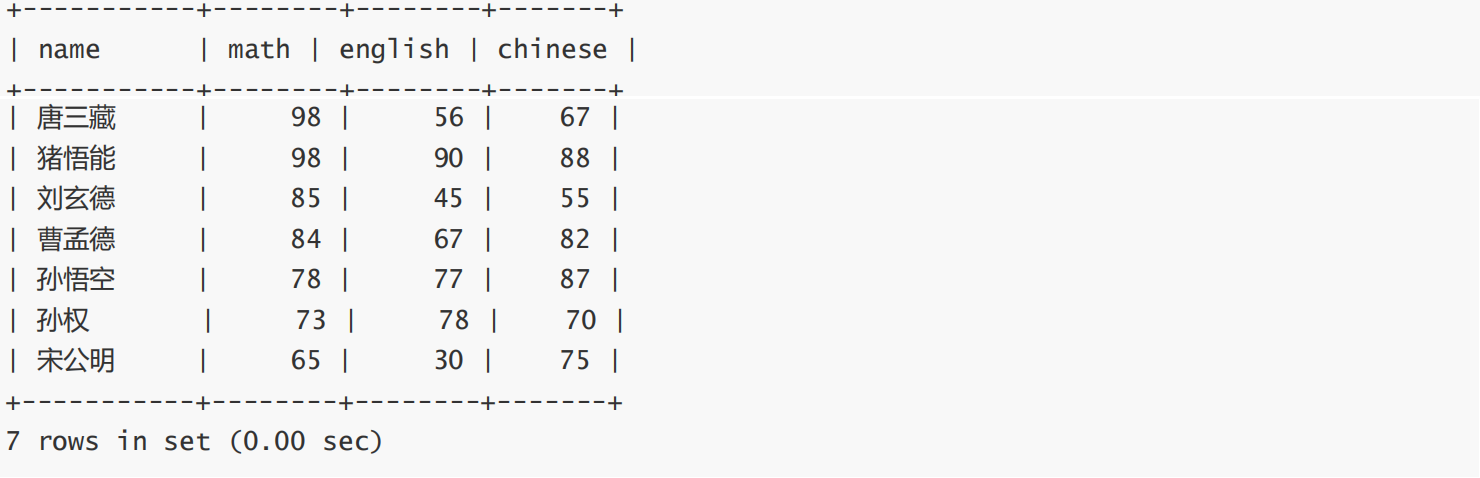 +-----------+--------+--------+-------+
| name      | math | english | chinese |
+-----------+--------+--------+-------+
| 唐三藏     |     98 |     56 |    67 |
| 猪悟能     |     98 |     90 |    88 |
| 刘玄德     |     85 |     45 |    55 |
| 曹孟德     |     84 |     67 |    82 |
| 孙悟空     |     78 |     77 |    87 |
| 孙权       |     73 |     78 |    70 |
| 宋公明     |     65 |     30 |    75 |
+-----------+--------+--------+-------+
7 rows in set (0.00 sec)